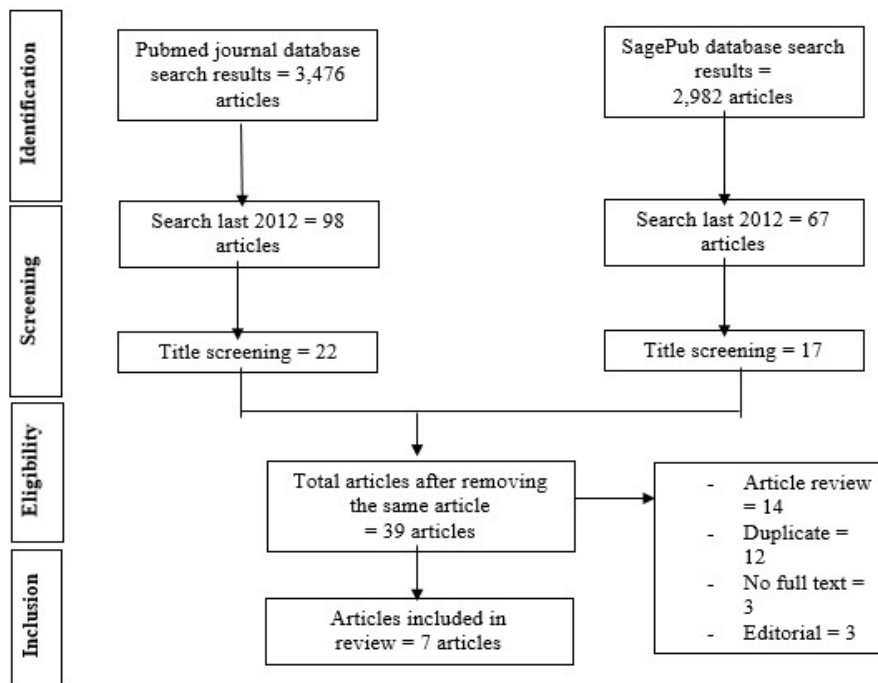 Identification
Pubmed journal database
search results = 3,476
articles
SagePub database search
results =
2,982 articles
Screening
Search last 2012 = 98
articles
Search last 2012 = 67
articles
Title screening = 22
Title screening = 17
Eligibility
Total articles after removing
the same article
= 39 articles
- Article review
= 14
- Duplicate =
12
- No full text =
3
- Editorial = 3
Inclusion
Articles included in
review = 7 articles